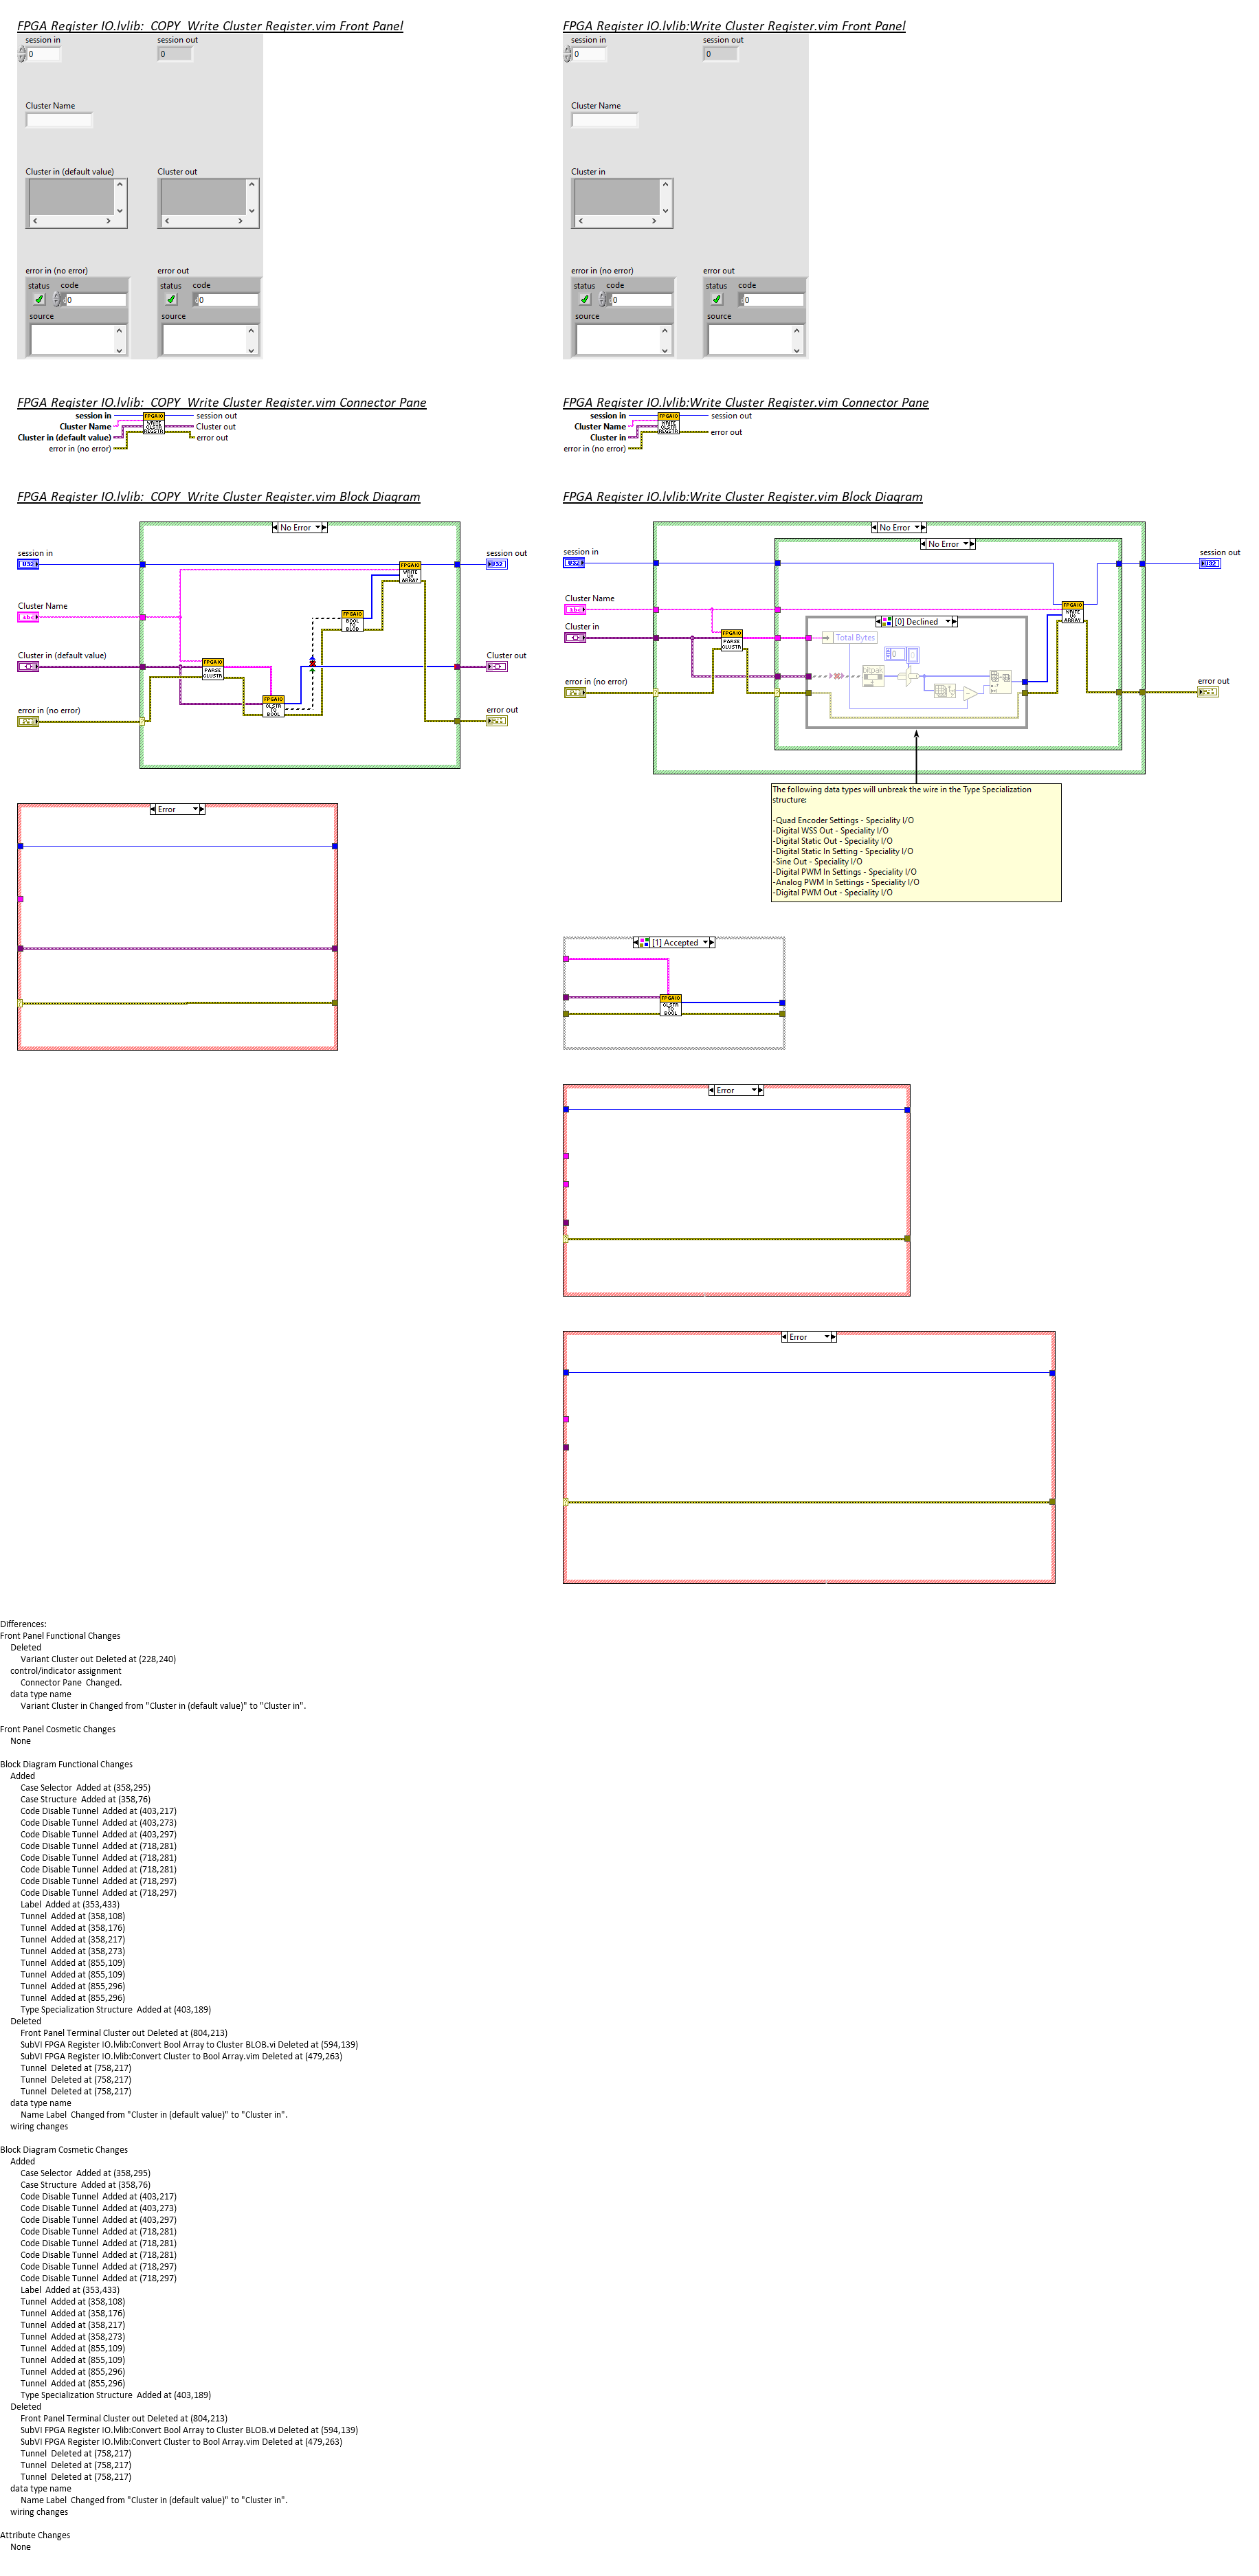 FPGA Register IO.lvlib:_COPY_Write Cluster Register.vim Front Panel
session in
session out
0
0
Cluster Name
Cluster in (default value)
Cluster out
error in (no error)
error out
status
code
status
code
0
0
source
source
FPGA Register IO.lvlib:Write Cluster Register.vim Front Panel
session in
session out
0
0
Cluster Name
Cluster in
error in (no error)
error out
status
code
status
code
0
0
source
source
FPGA Register IO.lvlib:_COPY_Write Cluster Register.vim Connector Pane
session in
Cluster Name
Cluster in (default value)
error in (no error)
FPGAIO
WRITE
CLSTR
REGSTR
session out
Cluster out
error out
FPGA Register IO.lvlib:Write Cluster Register.vim Connector Pane
session in
Cluster Name
Cluster in
error in (no error)
FPGAIO
WRITE
CLSTR
REGSTR
session out
error out
FPGA Register IO.lvlib:_COPY_Write Cluster Register.vim Block Diagram
No Error
session in
U32
session out
U32
FPGAIO
WRITE
UX
ARRAY
Cluster Name
abc
FPGAIO
BOOL
TO
BLOB
Cluster in (default value)
Cluster out
FPGAIO
PARSE
CLUSTR
FPGAIO
CLSTR
TO
BOOL
error in (no error)
error out
Error
FPGA Register IO.lvlib:Write Cluster Register.vim Block Diagram
No Error
No Error
session in
U32
session out
U32
Cluster Name
abc
FPGAIO
WRITE
UX
ARRAY
Cluster in
[0] Declined
FPGAIO
PARSE
CLUSTR
Total Bytes
0
bitpak
error in (no error)
error out
The following data types will unbreak the wire in the Type Specialization
structure:
-Quad Encoder Settings - Speciality I/O
-Digital WSS Out - Speciality I/O
-Digital Static Out - Speciality I/O
-Digital Static In Setting - Speciality I/O
-Sine Out - Speciality I/O
-Digital PWM In Settings - Speciality I/O
-Analog PWM In Settings - Speciality I/O
-Digital PWM Out - Speciality I/O
[1] Accepted
FPGAIO
CLSTR
TO
BOOL
Error
Error
Differences:
Front Panel Functional Changes
Deleted
Variant Cluster out Deleted at (228,240)
control/indicator assignment
Connector Pane  Changed.
data type name
Variant Cluster in Changed from "Cluster in (default value)" to "Cluster in".
Front Panel Cosmetic Changes
None
Block Diagram Functional Changes
Added
Case Selector  Added at (358,295)
Case Structure  Added at (358,76)
Code Disable Tunnel  Added at (403,217)
Code Disable Tunnel  Added at (403,273)
Code Disable Tunnel  Added at (403,297)
Code Disable Tunnel  Added at (718,281)
Code Disable Tunnel  Added at (718,281)
Code Disable Tunnel  Added at (718,281)
Code Disable Tunnel  Added at (718,297)
Code Disable Tunnel  Added at (718,297)
Label  Added at (353,433)
Tunnel  Added at (358,108)
Tunnel  Added at (358,176)
Tunnel  Added at (358,217)
Tunnel  Added at (358,273)
Tunnel  Added at (855,109)
Tunnel  Added at (855,109)
Tunnel  Added at (855,296)
Tunnel  Added at (855,296)
Type Specialization Structure  Added at (403,189)
Deleted
Front Panel Terminal Cluster out Deleted at (804,213)
SubVI FPGA Register IO.lvlib:Convert Bool Array to Cluster BLOB.vi Deleted at (594,139)
SubVI FPGA Register IO.lvlib:Convert Cluster to Bool Array.vim Deleted at (479,263)
Tunnel  Deleted at (758,217)
Tunnel  Deleted at (758,217)
Tunnel  Deleted at (758,217)
data type name
Name Label  Changed from "Cluster in (default value)" to "Cluster in".
wiring changes
Block Diagram Cosmetic Changes
Added
Case Selector  Added at (358,295)
Case Structure  Added at (358,76)
Code Disable Tunnel  Added at (403,217)
Code Disable Tunnel  Added at (403,273)
Code Disable Tunnel  Added at (403,297)
Code Disable Tunnel  Added at (718,281)
Code Disable Tunnel  Added at (718,281)
Code Disable Tunnel  Added at (718,281)
Code Disable Tunnel  Added at (718,297)
Code Disable Tunnel  Added at (718,297)
Label  Added at (353,433)
Tunnel  Added at (358,108)
Tunnel  Added at (358,176)
Tunnel  Added at (358,217)
Tunnel  Added at (358,273)
Tunnel  Added at (855,109)
Tunnel  Added at (855,109)
Tunnel  Added at (855,296)
Tunnel  Added at (855,296)
Type Specialization Structure  Added at (403,189)
Deleted
Front Panel Terminal Cluster out Deleted at (804,213)
SubVI FPGA Register IO.lvlib:Convert Bool Array to Cluster BLOB.vi Deleted at (594,139)
SubVI FPGA Register IO.lvlib:Convert Cluster to Bool Array.vim Deleted at (479,263)
Tunnel  Deleted at (758,217)
Tunnel  Deleted at (758,217)
Tunnel  Deleted at (758,217)
data type name
Name Label  Changed from "Cluster in (default value)" to "Cluster in".
wiring changes
Attribute Changes
None